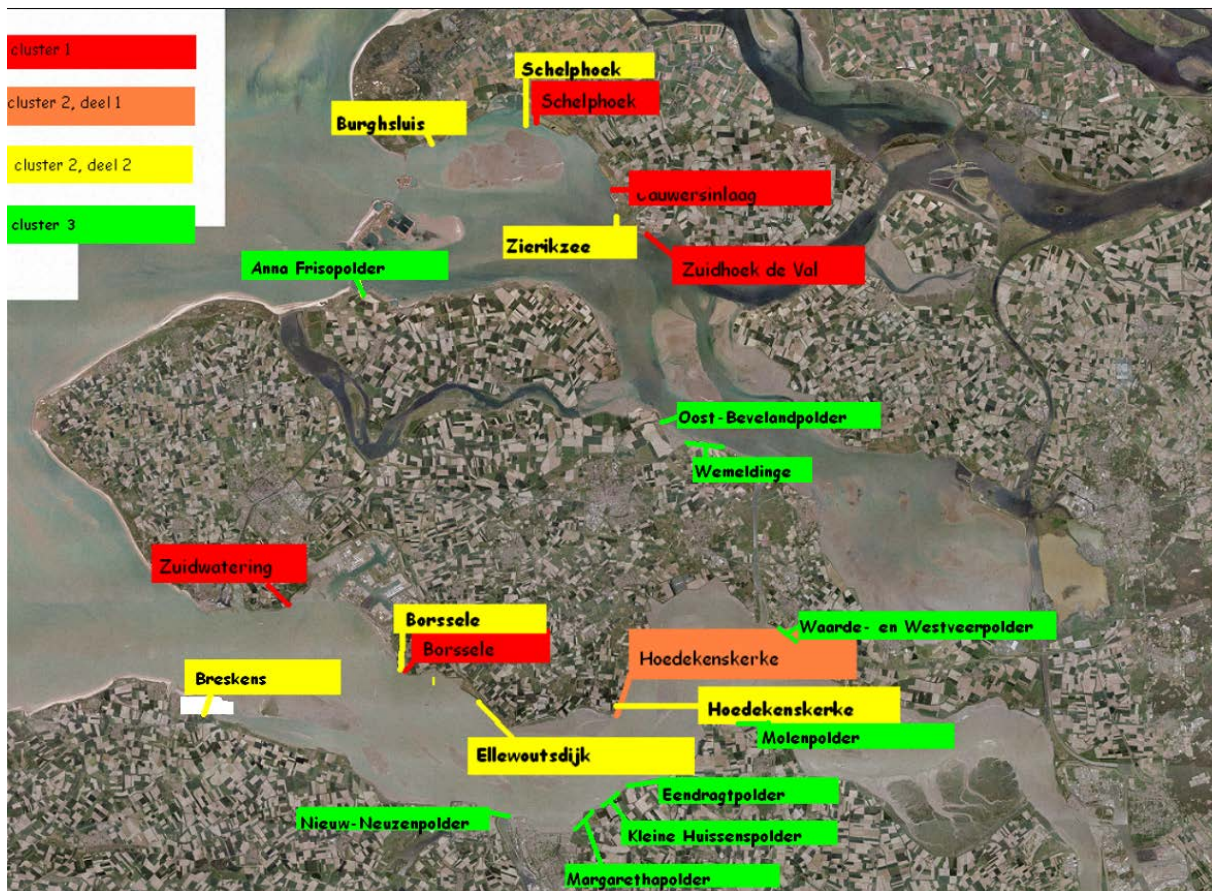 cluster 1
cluster 2, deel 1
cluster 2, deel 2
cluster 3
Schelphoek
Schelphoek
Burghsluis
Cauwersinlaag
Zierikzee
Zuidhoek de Val
Anna Frisopolder
Oost-Bevelandpolder
Wemeldinge
Zuidwatering
Borssele
Borssele
Waarde- en Westveerpolder
Hoedekenskerke
Breskens
Hoedekenskerke
Molenpolder
Ellewoutsdijk
Eendragtpolder
Nieuw-Neuzenpolder
Kleine Huissenspolder
Margarethapolder